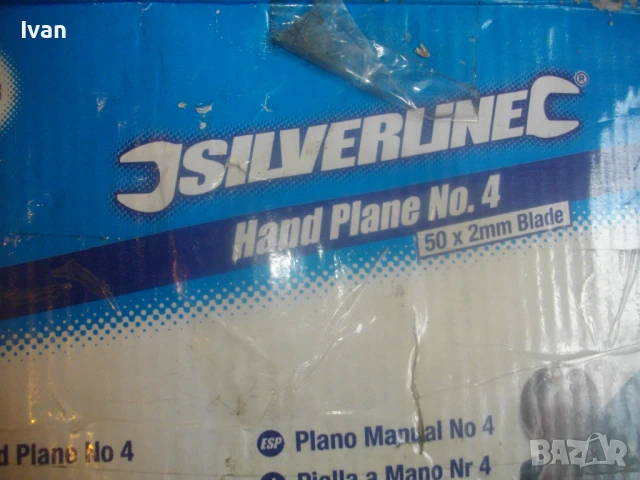 Ivan
SILVERLINE®
Hand Plane No. 4
50 x 2mm Blade
d Plane No 4
ESP Plano Manual No 4
Pialla a Mano Nr 4
BAZAR